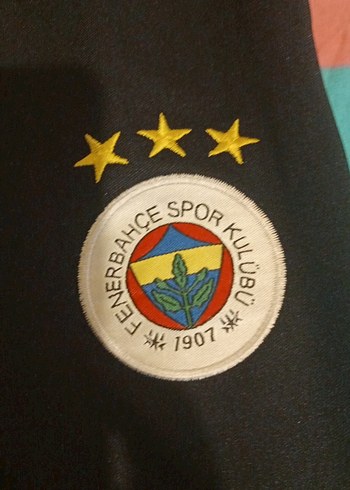 FENERBAHÇE SPOR KULÜBÜ
1907